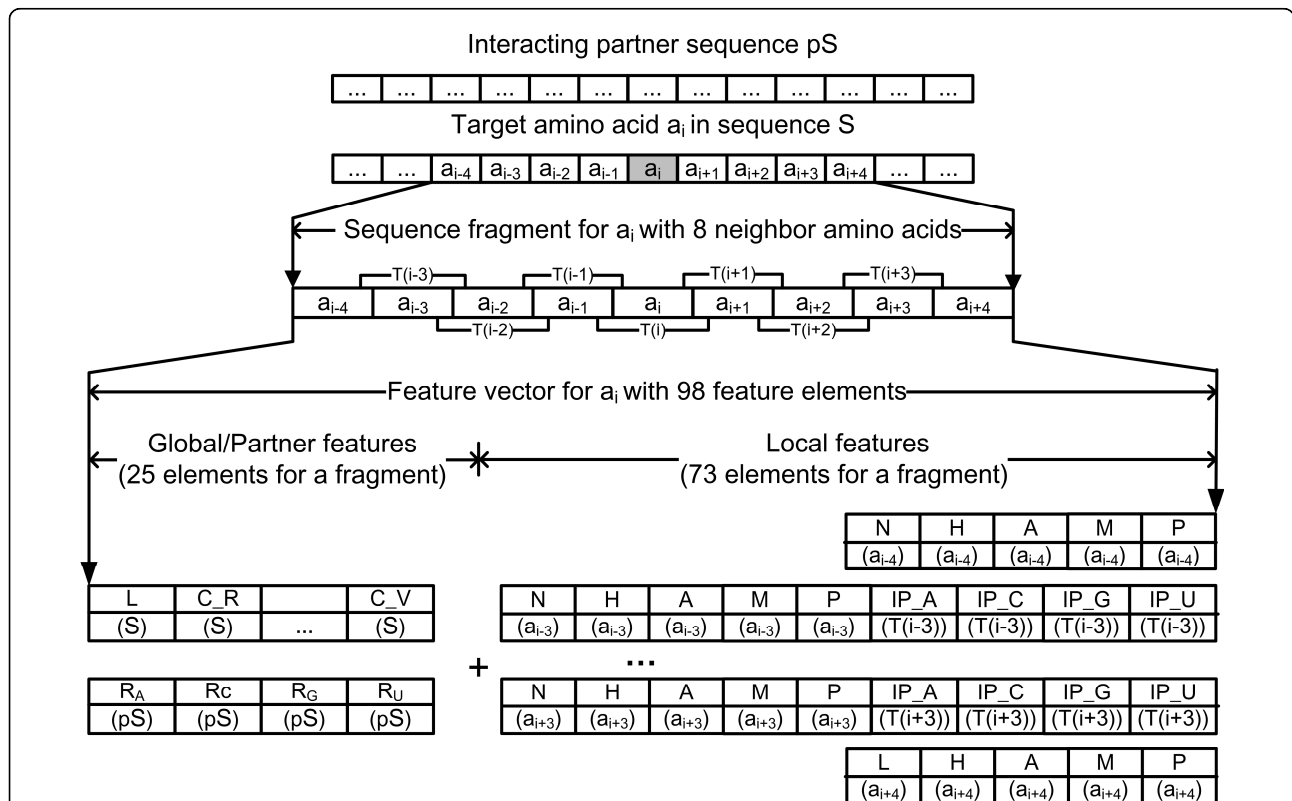 Interacting partner sequence pS
... ... ... ... ... ... ... ... ... ... ... ... ...
Target amino acid aᵢ in sequence S
... ... aᵢ₋₄ aᵢ₋₃ aᵢ₋₂ aᵢ₋₁ aᵢ aᵢ₊₁ aᵢ₊₂ aᵢ₊₃ aᵢ₊₄ ... ...
Sequence fragment for aᵢ with 8 neighbor amino acids
T(i-3) T(i-1) T(i+1) T(i+3)
aᵢ₋₄ aᵢ₋₃ aᵢ₋₂ aᵢ₋₁ aᵢ aᵢ₊₁ aᵢ₊₂ aᵢ₊₃ aᵢ₊₄
T(i-2) T(i) T(i+2)
Feature vector for aᵢ with 98 feature elements
Global/Partner features
(25 elements for a fragment)
Local features
(73 elements for a fragment)
N H A M P
(aᵢ₋₄) (aᵢ₋₄) (aᵢ₋₄) (aᵢ₋₄) (aᵢ₋₄)
L C_R C_V
(S) (S) ... (S)
N H A M P IP_A IP_C IP_G IP_U
(aᵢ₋₃) (aᵢ₋₃) (aᵢ₋₃) (aᵢ₋₃) (aᵢ₋₃) (T(i-3)) (T(i-3)) (T(i-3)) (T(i-3))
+ ...
R_A Rc R_G R_U
(pS) (pS) (pS) (pS)
N H A M P IP_A IP_C IP_G IP_U
(aᵢ₊₃) (aᵢ₊₃) (aᵢ₊₃) (aᵢ₊₃) (aᵢ₊₃) (T(i+3)) (T(i+3)) (T(i+3)) (T(i+3))
L H A M P
(aᵢ₊₄) (aᵢ₊₄) (aᵢ₊₄) (aᵢ₊₄) (aᵢ₊₄)